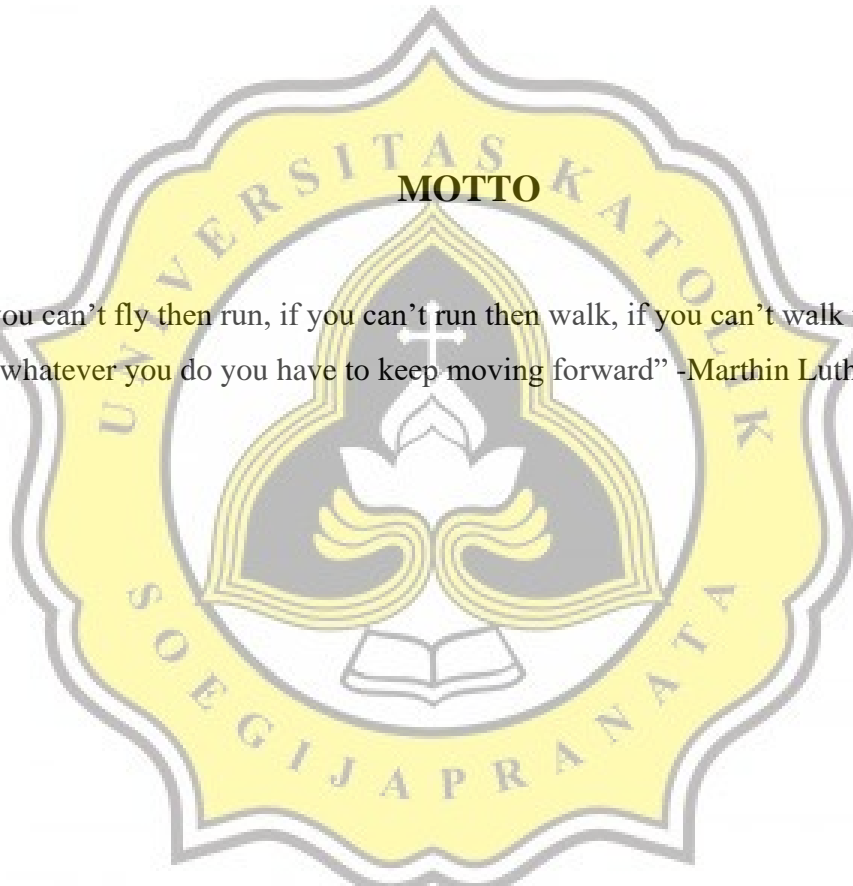 UNIVERSITAS KATOLIK
MOTTO
ou can’t fly then run, if you can’t run then walk, if you can’t walk
whatever you do you have to keep moving forward” -Marthin Luth
SOEGIJAPRANATA